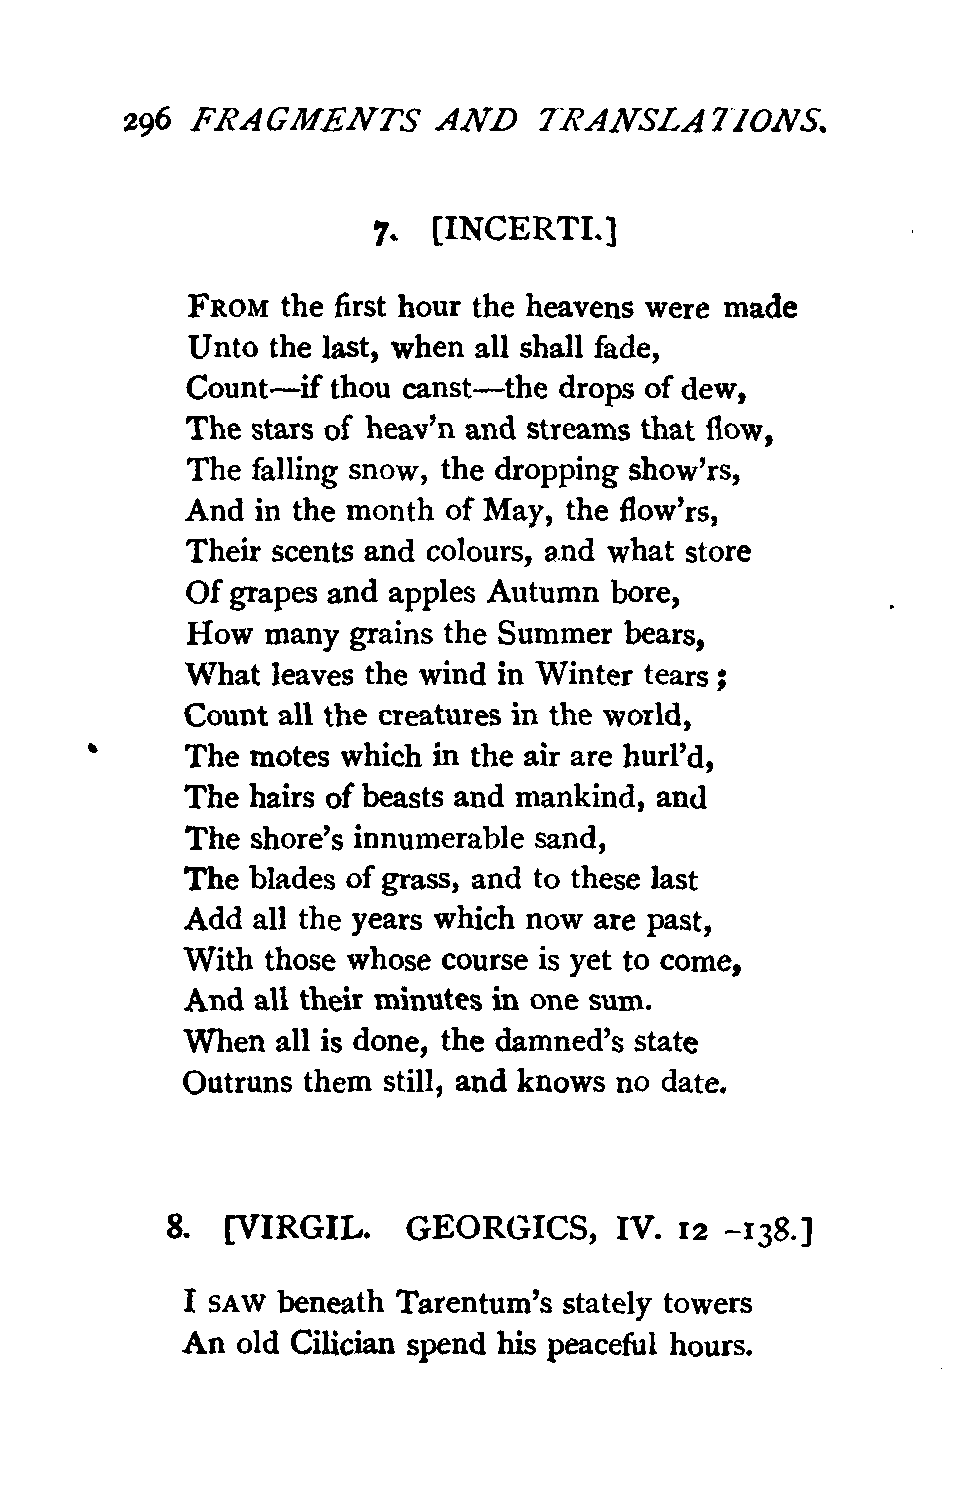 296 FRAGMENTS AND TRANSLATIONS.
7. [INCERTI.]
FROM the first hour the heavens were made
Unto the last, when all shall fade,
Count—if thou canst—the drops of dew,
The stars of heav'n and streams that flow,
The falling snow, the dropping show'rs,
And in the month of May, the flow'rs,
Their scents and colours, and what store
Of grapes and apples Autumn bore,
How many grains the Summer bears,
What leaves the wind in Winter tears ;
Count all the creatures in the world,
The motes which in the air are hurl'd,
The hairs of beasts and mankind, and
The shore's innumerable sand,
The blades of grass, and to these last
Add all the years which now are past,
With those whose course is yet to come,
And all their minutes in one sum.
When all is done, the damned's state
Outruns them still, and knows no date.
8. [VIRGIL. GEORGICS, IV. 12 -138.]
I SAW beneath Tarentum's stately towers
An old Cilician spend his peaceful hours.